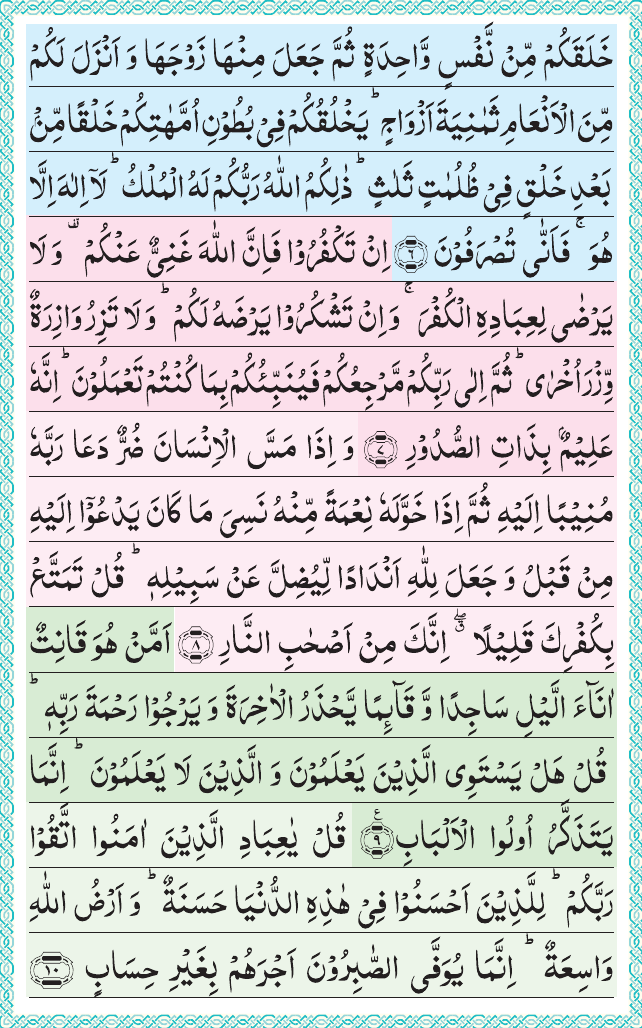 خَلَقَكُمۡ مِّنۡ نَّفۡسٍ وَّاحِدَةٍ ثُمَّ جَعَلَ مِنۡهَا زَوۡجَهَا وَ اَنۡزَلَ لَكُمۡ
مِّنَ الۡاَنۡعَامِ ثَمٰنِيَةَ اَزۡوَاجٍ ؕ يَخۡلُقُكُمۡ فِىۡ بُطُوۡنِ اُمَّهٰتِكُمۡ خَلۡقًا مِّنۡۢ
بَعۡدِ خَلۡقٍ فِىۡ ظُلُمٰتٍ ثَلٰثٍ ؕ ذٰلِكُمُ اللّٰهُ رَبُّكُمۡ لَهُ الۡمُلۡكُ ؕ لَاۤ اِلٰهَ اِلَّا
هُوَ ۚ فَاَنّٰى تُصۡرَفُوۡنَ ﴿۶﴾ اِنۡ تَكۡفُرُوۡا فَاِنَّ اللّٰهَ غَنِىٌّ عَنۡكُمۡ ۟ وَ لَا
يَرۡضٰى لِعِبَادِهِ الۡكُفۡرَ ۚ وَ اِنۡ تَشۡكُرُوۡا يَرۡضَهُ لَكُمۡ ؕ وَ لَا تَزِرُ وَازِرَةٌ
وِّزۡرَ اُخۡرٰى ؕ ثُمَّ اِلٰى رَبِّكُمۡ مَّرۡجِعُكُمۡ فَيُنَبِّئُكُمۡ بِمَا كُنۡتُمۡ تَعۡمَلُوۡنَ ؕ اِنَّهٗ
عَلِيۡمٌۢ بِذَاتِ الصُّدُوۡرِ ﴿۷﴾ وَ اِذَا مَسَّ الۡاِنۡسَانَ ضُرٌّ دَعَا رَبَّهٗ
مُنِيۡبًا اِلَيۡهِ ثُمَّ اِذَا خَوَّلَهٗ نِعۡمَةً مِّنۡهُ نَسِىَ مَا كَانَ يَدۡعُوۡۤا اِلَيۡهِ
مِنۡ قَبۡلُ وَ جَعَلَ لِلّٰهِ اَنۡدَادًا لِّيُضِلَّ عَنۡ سَبِيۡلِهٖ ؕ قُلۡ تَمَتَّعۡ
بِكُفۡرِكَ قَلِيۡلًا ۖ اِنَّكَ مِنۡ اَصۡحٰبِ النَّارِ ﴿۸﴾ اَمَّنۡ هُوَ قَانِتٌ
اٰنَآءَ الَّيۡلِ سَاجِدًا وَّ قَآئِمًا يَّحۡذَرُ الۡاٰخِرَةَ وَ يَرۡجُوۡا رَحۡمَةَ رَبِّهٖ ؕ
قُلۡ هَلۡ يَسۡتَوِى الَّذِيۡنَ يَعۡلَمُوۡنَ وَ الَّذِيۡنَ لَا يَعۡلَمُوۡنَ ؕ اِنَّمَا
يَتَذَكَّرُ اُولُوا الۡاَلۡبَابِ ﴿۹﴾ قُلۡ يٰعِبَادِ الَّذِيۡنَ اٰمَنُوا اتَّقُوۡا
رَبَّكُمۡ ؕ لِلَّذِيۡنَ اَحۡسَنُوۡا فِىۡ هٰذِهِ الدُّنۡيَا حَسَنَةٌ ؕ وَ اَرۡضُ اللّٰهِ
وَاسِعَةٌ ؕ اِنَّمَا يُوَفَّى الصّٰبِرُوۡنَ اَجۡرَهُمۡ بِغَيۡرِ حِسَابٍ ﴿۱۰﴾